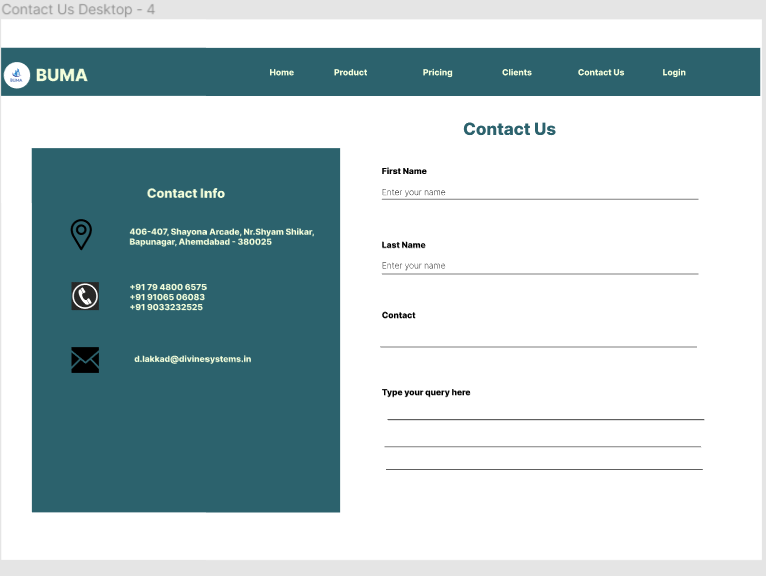 Contact Us Desktop - 4
BUMA
BUMA
Home
Product
Pricing
Clients
Contact Us
Login
Contact Us
Contact Info
406-407, Shayona Arcade, Nr.Shyam Shikar,
Bapunagar, Ahemdabad - 380025
+91 79 4800 6575
+91 91065 06083
+91 9033232525
d.lakkad@divinesystems.in
First Name
Enter your name
Last Name
Enter your name
Contact
Type your query here